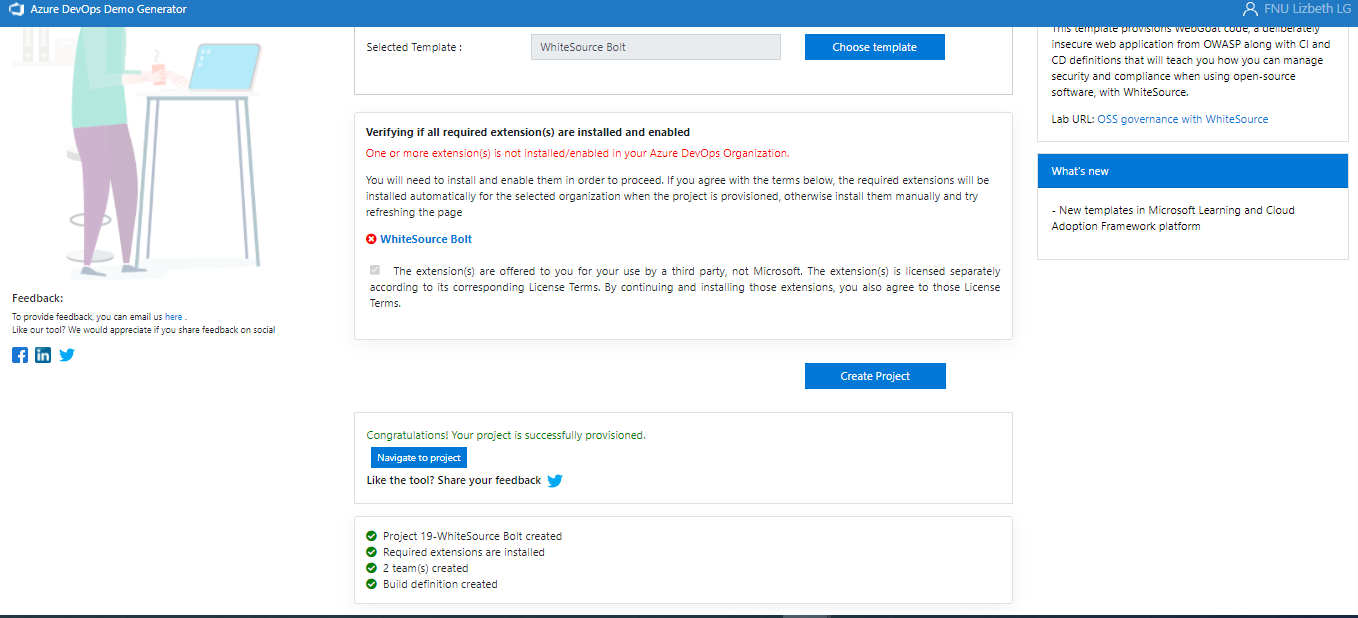 Azure DevOps Demo Generator
FNU Lizbeth LG
Selected Template :
WhiteSource Bolt
Choose template
This template provisions WebGoat code, a deliberately
insecure web application from OWASP along with CI and
CD definitions that will teach you how you can manage
security and compliance when using open-source
software, with WhiteSource.
Lab URL: OSS governance with WhiteSource
Verifying if all required extension(s) are installed and enabled
One or more extension(s) is not installed/enabled in your Azure DevOps Organization.
You will need to install and enable them in order to proceed. If you agree with the terms below, the required extensions will be
installed automatically for the selected organization when the project is provisioned, otherwise install them manually and try
refreshing the page
WhiteSource Bolt
The extension(s) are offered to you for your use by a third party, not Microsoft. The extension(s) is licensed separately
according to its corresponding License Terms. By continuing and installing those extensions, you also agree to those License
Terms.
What's new
- New templates in Microsoft Learning and Cloud
Adoption Framework platform
Feedback:
To provide feedback, you can email us here .
Like our tool? We would appreciate if you share feedback on social
Create Project
Congratulations! Your project is successfully provisioned.
Navigate to project
Like the tool? Share your feedback
Project 19-WhiteSource Bolt created
Required extensions are installed
2 team(s) created
Build definition created